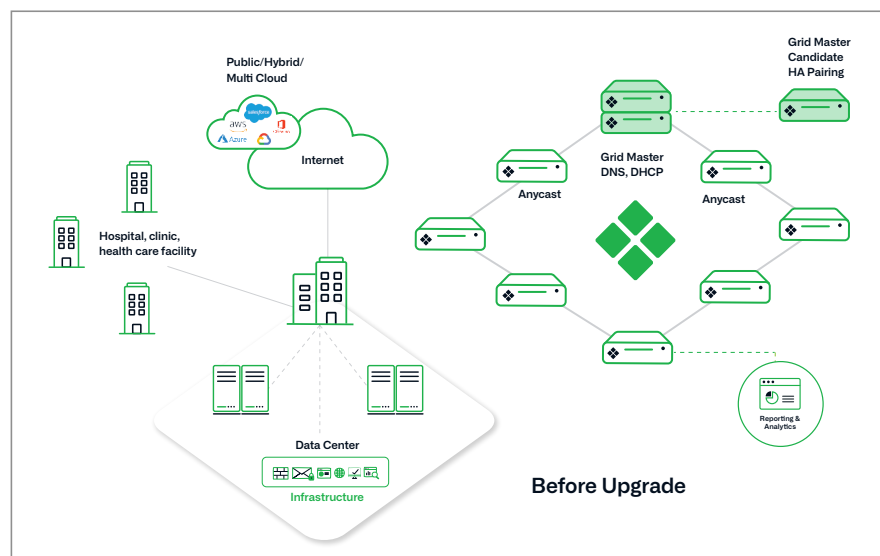 Public/Hybrid/
Multi Cloud
salesforce
aws
Azure
Internet
Hospital, clinic,
health care facility
Data Center
Infrastructure
Grid Master
Candidate
HA Pairing
Grid Master
DNS, DHCP
Anycast
Anycast
Reporting &
Analytics
Before Upgrade